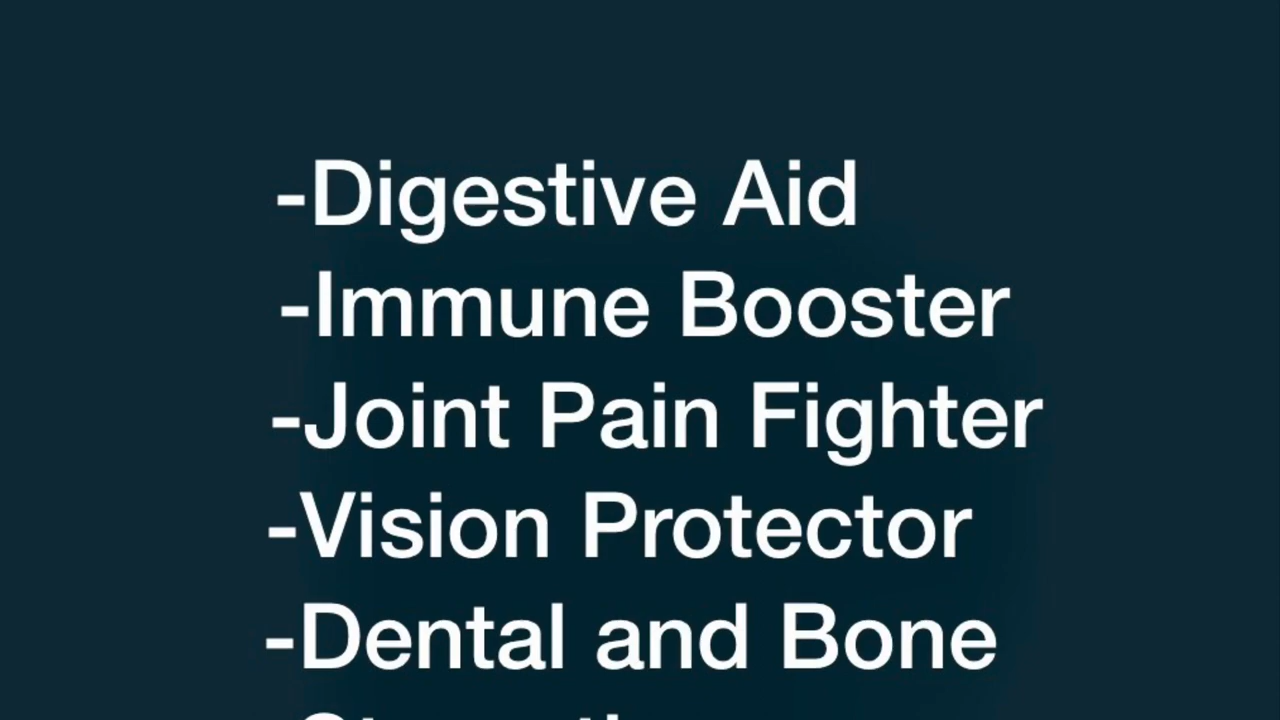 -Digestive Aid
-Immune Booster
-Joint Pain Fighter
-Vision Protector
-Dental and Bone